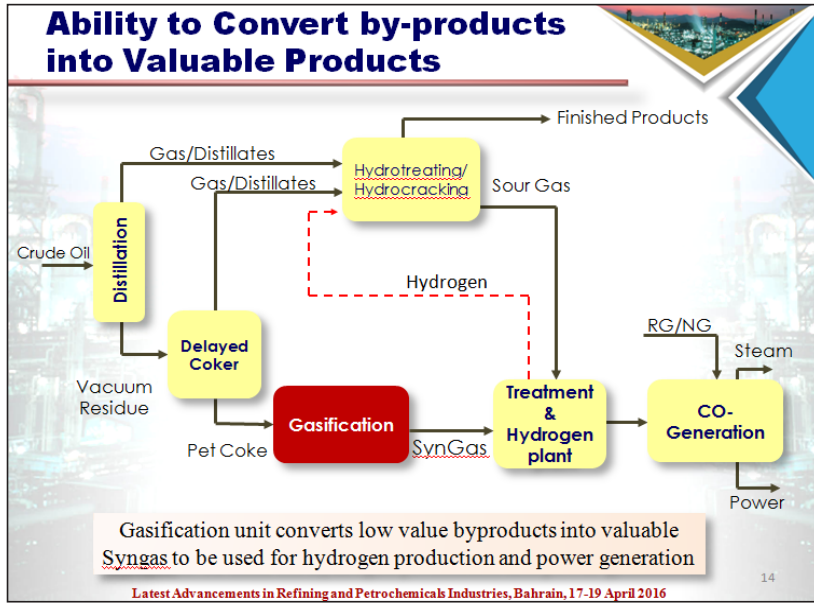 Ability to Convert by-products
into Valuable Products
Finished Products
Gas/Distillates
Gas/Distillates
Hydrotreating/
Hydrocracking
Sour Gas
Crude Oil
Distillation
Hydrogen
RG/NG
Steam
Delayed
Coker
Vacuum
Residue
Gasification
Pet Coke
SynGas
Treatment
&
Hydrogen
plant
CO-
Generation
Power
Gasification unit converts low value byproducts into valuable
Syngas to be used for hydrogen production and power generation
14
Latest Advancements in Refining and Petrochemicals Industries, Bahrain, 17-19 April 2016